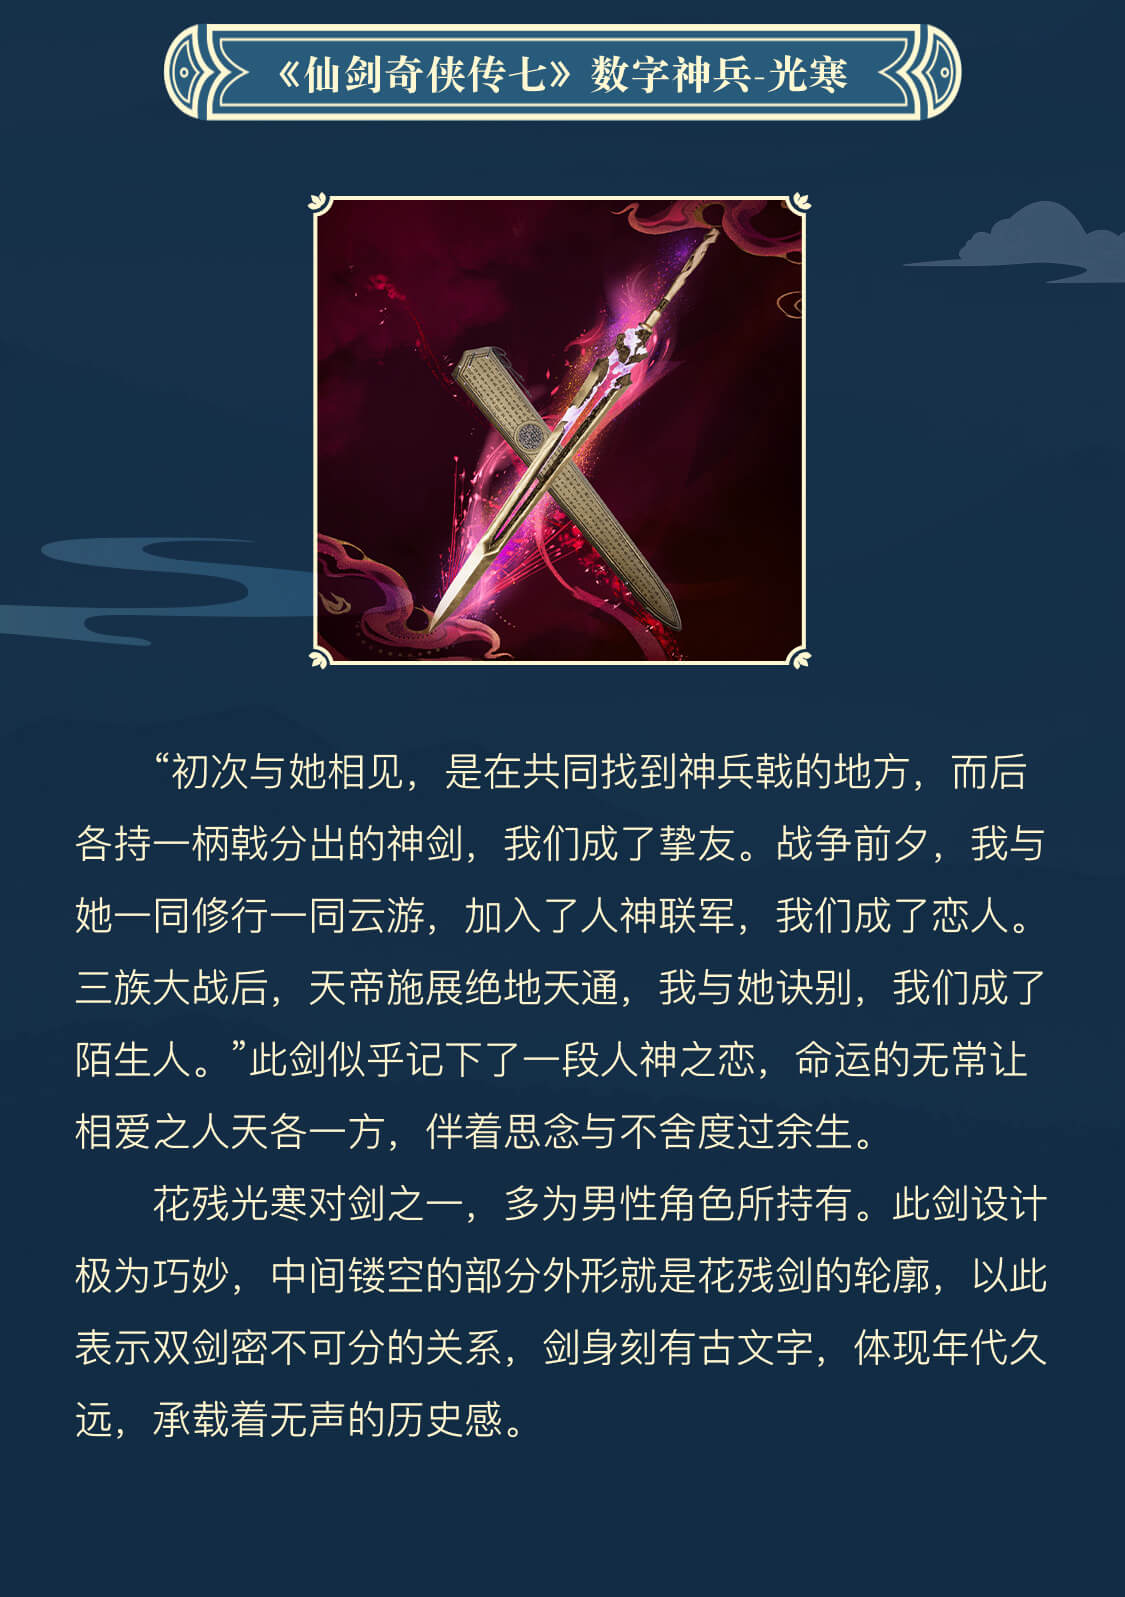 《仙剑奇侠传七》数字神兵-光寒
“初次与她相见，是在共同找到神兵戟的地方，而后
各持一柄戟分出的神剑，我们成了挚友。战争前夕，我与
她一同修行一同云游，加入了人神联军，我们成了恋人。
三族大战后，天帝施展绝地天通，我与她诀别，我们成了
陌生人。”此剑似乎记下了一段人神之恋，命运的无常让
相爱之人天各一方，伴着思念与不舍度过余生。
花残光寒对剑之一，多为男性角色所持有。此剑设计
极为巧妙，中间镂空的部分外形就是花残剑的轮廓，以此
表示双剑密不可分的关系，剑身刻有古文字，体现年代久
远，承载着无声的历史感。